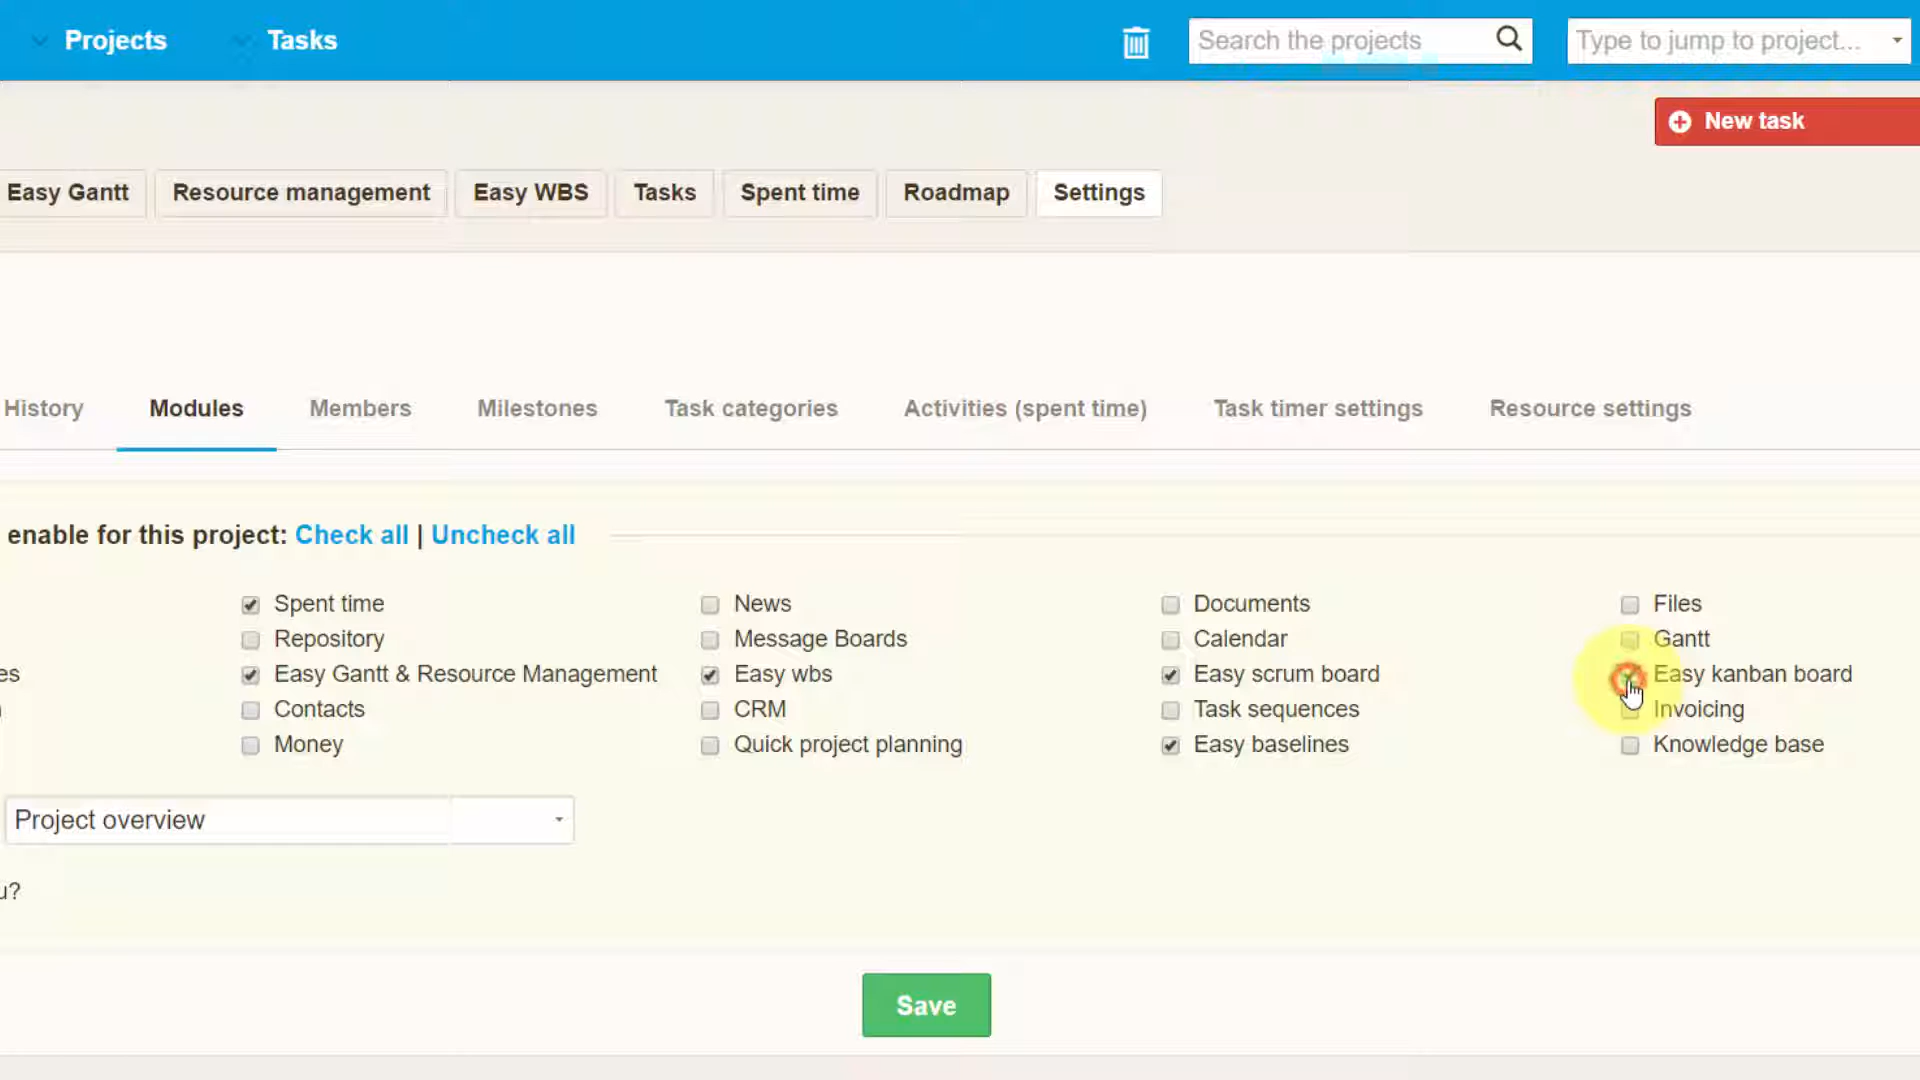 Projects Tasks Search the projects Type to jump to project...
New task
Easy Gantt Resource management Easy WBS Tasks Spent time Roadmap Settings
History Modules Members Milestones Task categories Activities (spent time) Task timer settings Resource settings
enable for this project: Check all | Uncheck all
Spent time News Documents Files
Repository Message Boards Calendar Gantt
es Easy Gantt & Resource Management Easy wbs Easy scrum board Easy kanban board
Contacts CRM Task sequences Invoicing
Money Quick project planning Easy baselines Knowledge base
Project overview
u?
Save